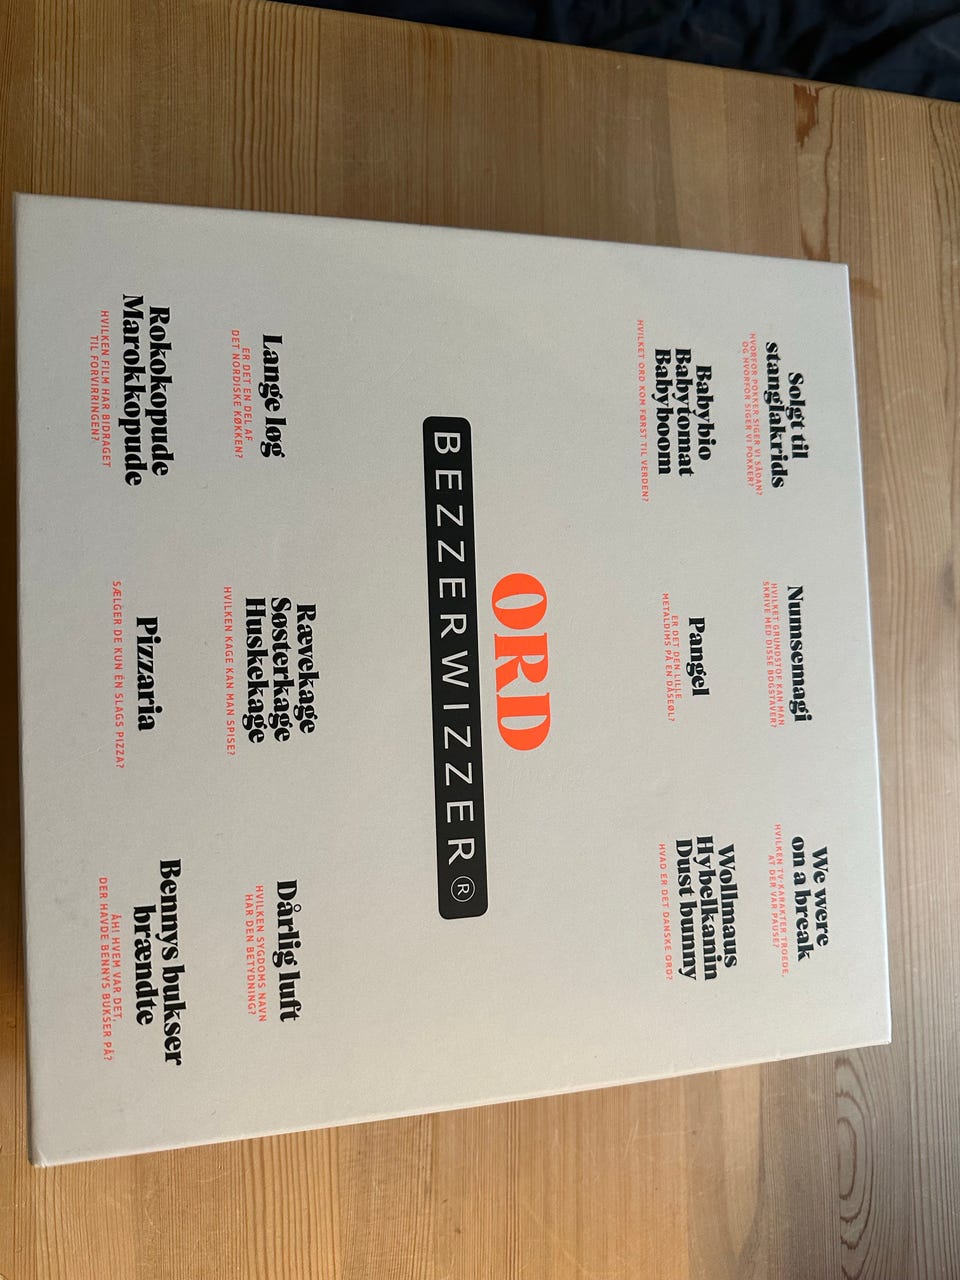 Solgt til
stanglakrids
HVORFOR POKKER SIGER VI SÅDAN?
OG HVORFOR SIGER VI POKKER?
Numsemagi
HVILKET GRUNDSTOF KAN MAN
SKRIVE MED DISSE BOGSTAVER?
We were
on a break
HVILKEN TV-KARAKTER TROEDE,
AT DER VAR PAUSE?
Babybio
Babytomat
Babyboom
HVILKET ORD KOM FØRST TIL VERDEN?
Pangel
ER DET DEN LILLE
METALDIMS PÅ EN DÅSEØL?
Wollmaus
Hybelkanin
Dust bunny
HVAD ER DET DANSKE ORD?
ORD
BEZZERWIZZER®
Lange løg
ER DET EN DEL AF
DET NORDISKE KØKKEN?
Rævekage
Søsterkage
Huskekage
HVILKEN KAGE KAN MAN SPISE?
Dårlig luft
HVILKEN SYGDOMS NAVN
HAR DEN BETYDNING?
Rokokopude
Marokkopude
HVILKEN FILM HAR BIDRAGET
TIL FORVIRRINGEN?
Pizzaria
SÆLGER DE KUN ÉN SLAGS PIZZA?
Bennys bukser
brændte
ÅH! HVEM VAR DET,
DER HAVDE BENNYS BUKSER PÅ?